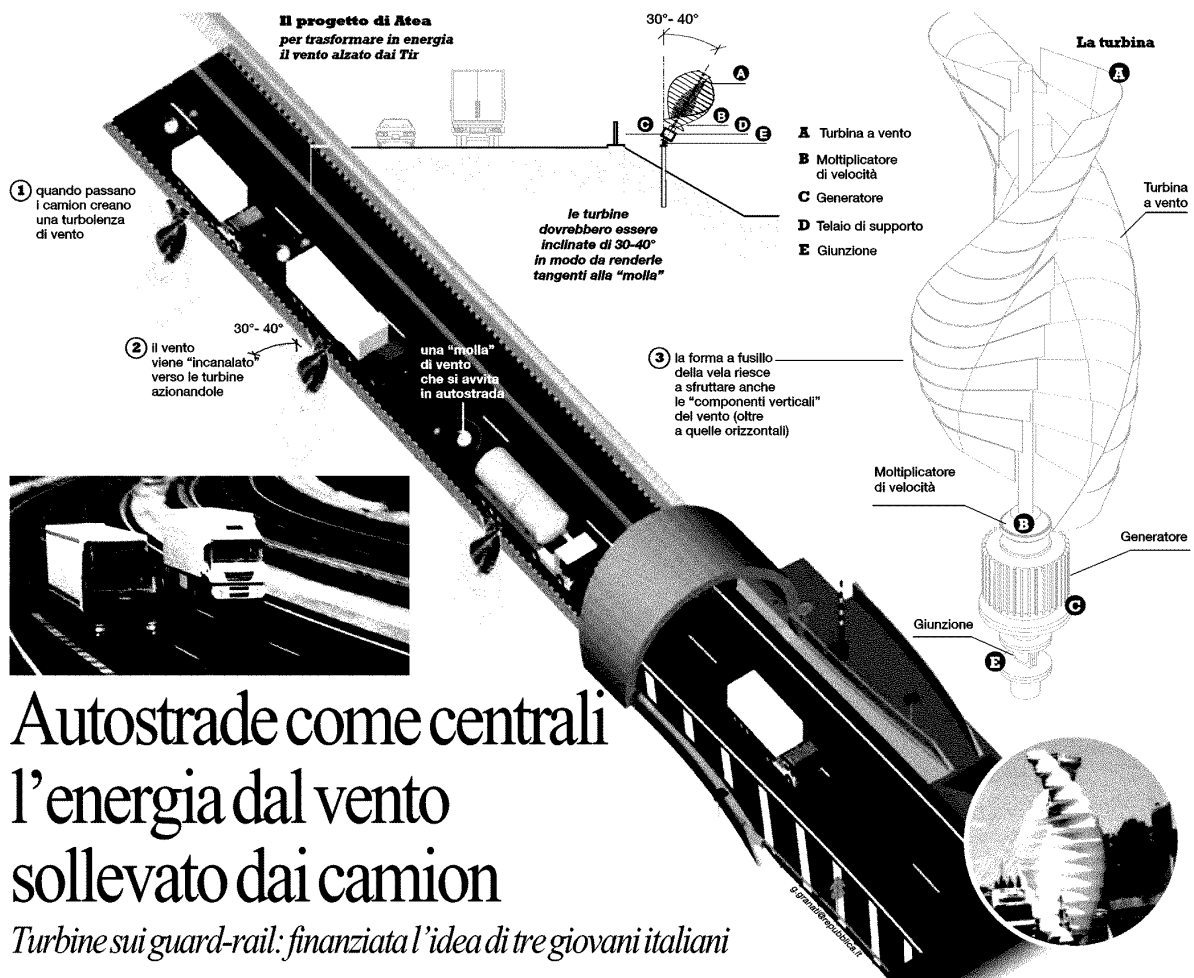 Il progetto di Atea
per trasformare in energia
il vento alzato dai Tir
30°- 40°
A
B
C
D
E
La turbina
A
A Turbina a vento
B Moltiplicatore
di velocità
C Generatore
D Telaio di supporto
E Giunzione
Turbina
a vento
1 quando passano
i camion creano
una turbolenza
di vento
le turbine
dovrebbero essere
inclinate di 30-40°
in modo da renderle
tangenti alla "molla"
30°- 40°
2 il vento
viene "incanalato"
verso le turbine
azionandole
una "molla"
di vento
che si avvita
in autostrada
3 la forma a fusillo
della vela riesce
a sfruttare anche
le "componenti verticali"
del vento (oltre
a quelle orizzontali)
Moltiplicatore
di velocità
B
Generatore
C
Giunzione
E
Autostrade come centrali
l'energia dal vento
sollevato dai camion
Turbine sui guard-rail: finanziata l'idea di tre giovani italiani
g.granati@repubblica.it